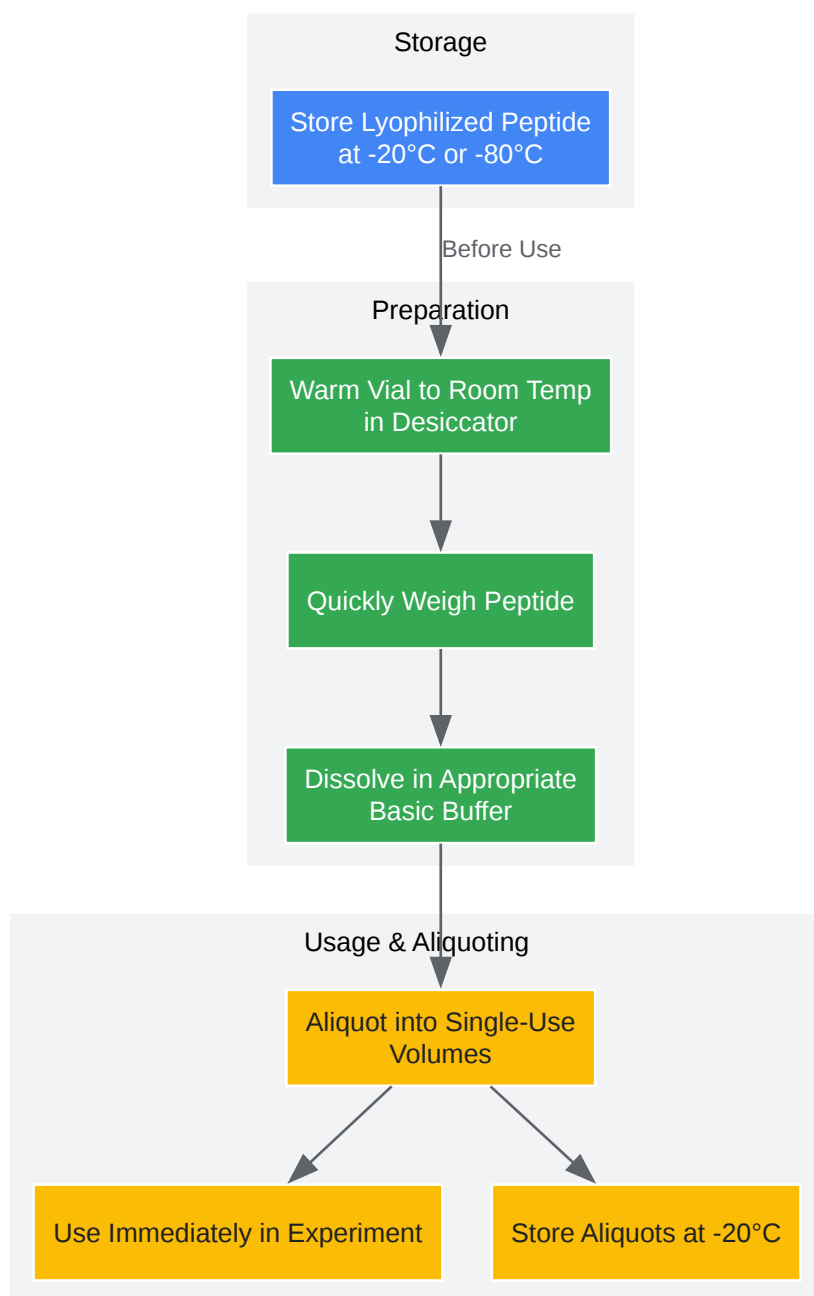 Storage
Store Lyophilized Peptide
at -20°C or -80°C
Before Use
Preparation
Warm Vial to Room Temp
in Desiccator
Quickly Weigh Peptide
Dissolve in Appropriate
Basic Buffer
Usage & Aliquoting
Aliquot into Single-Use
Volumes
Use Immediately in Experiment
Store Aliquots at -20°C